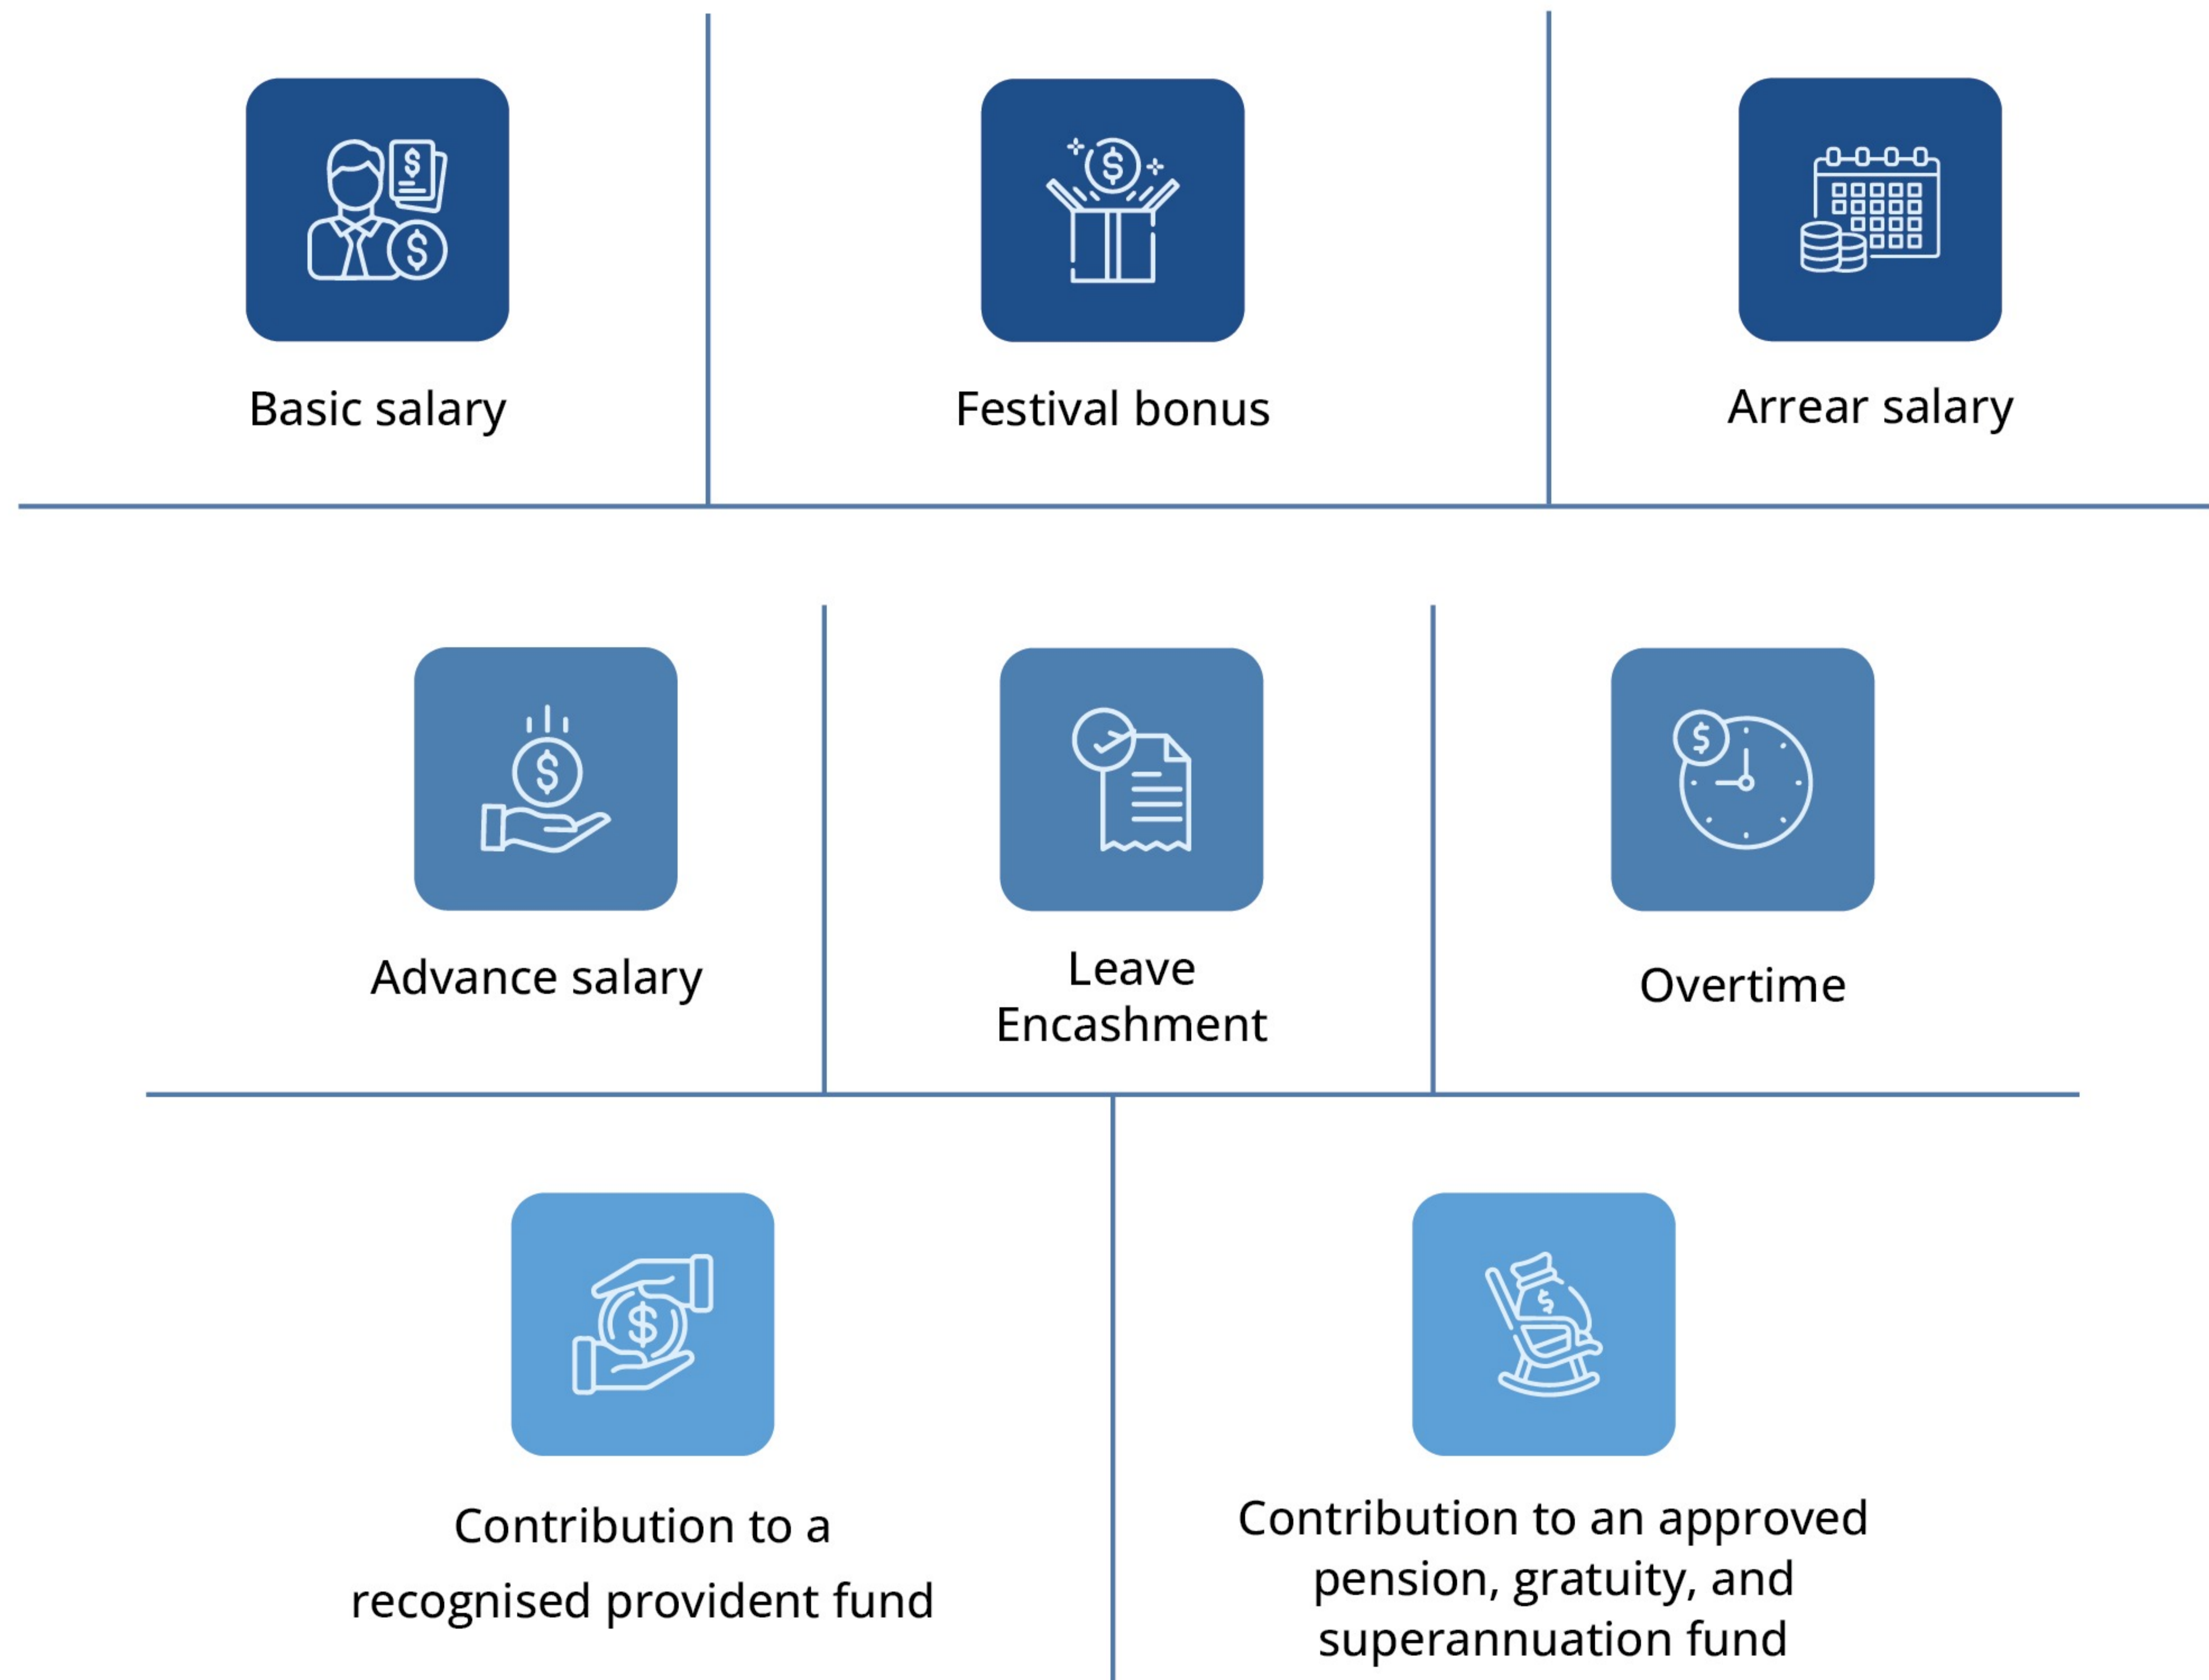 Basic salary
Festival bonus
Arrear salary
Advance salary
Leave
Encashment
Overtime
Contribution to a
recognised provident fund
Contribution to an approved
pension, gratuity, and
superannuation fund